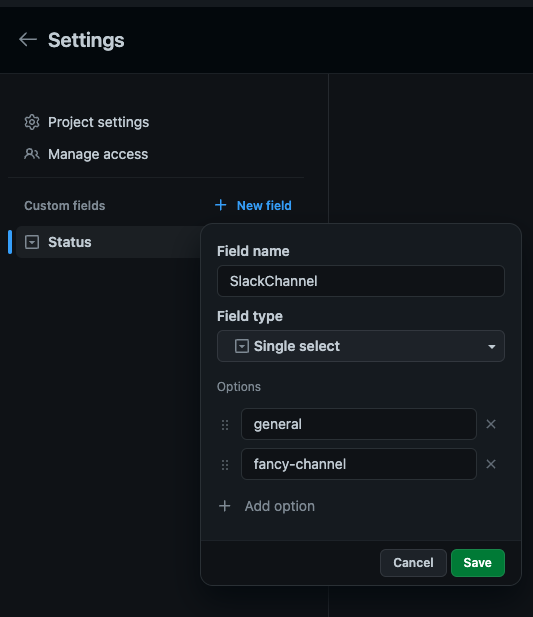 Settings
Project settings
Manage access
Custom fields
New field
Status
Field name
SlackChannel
Field type
Single select
Options
general
fancy-channel
Add option
Cancel Save